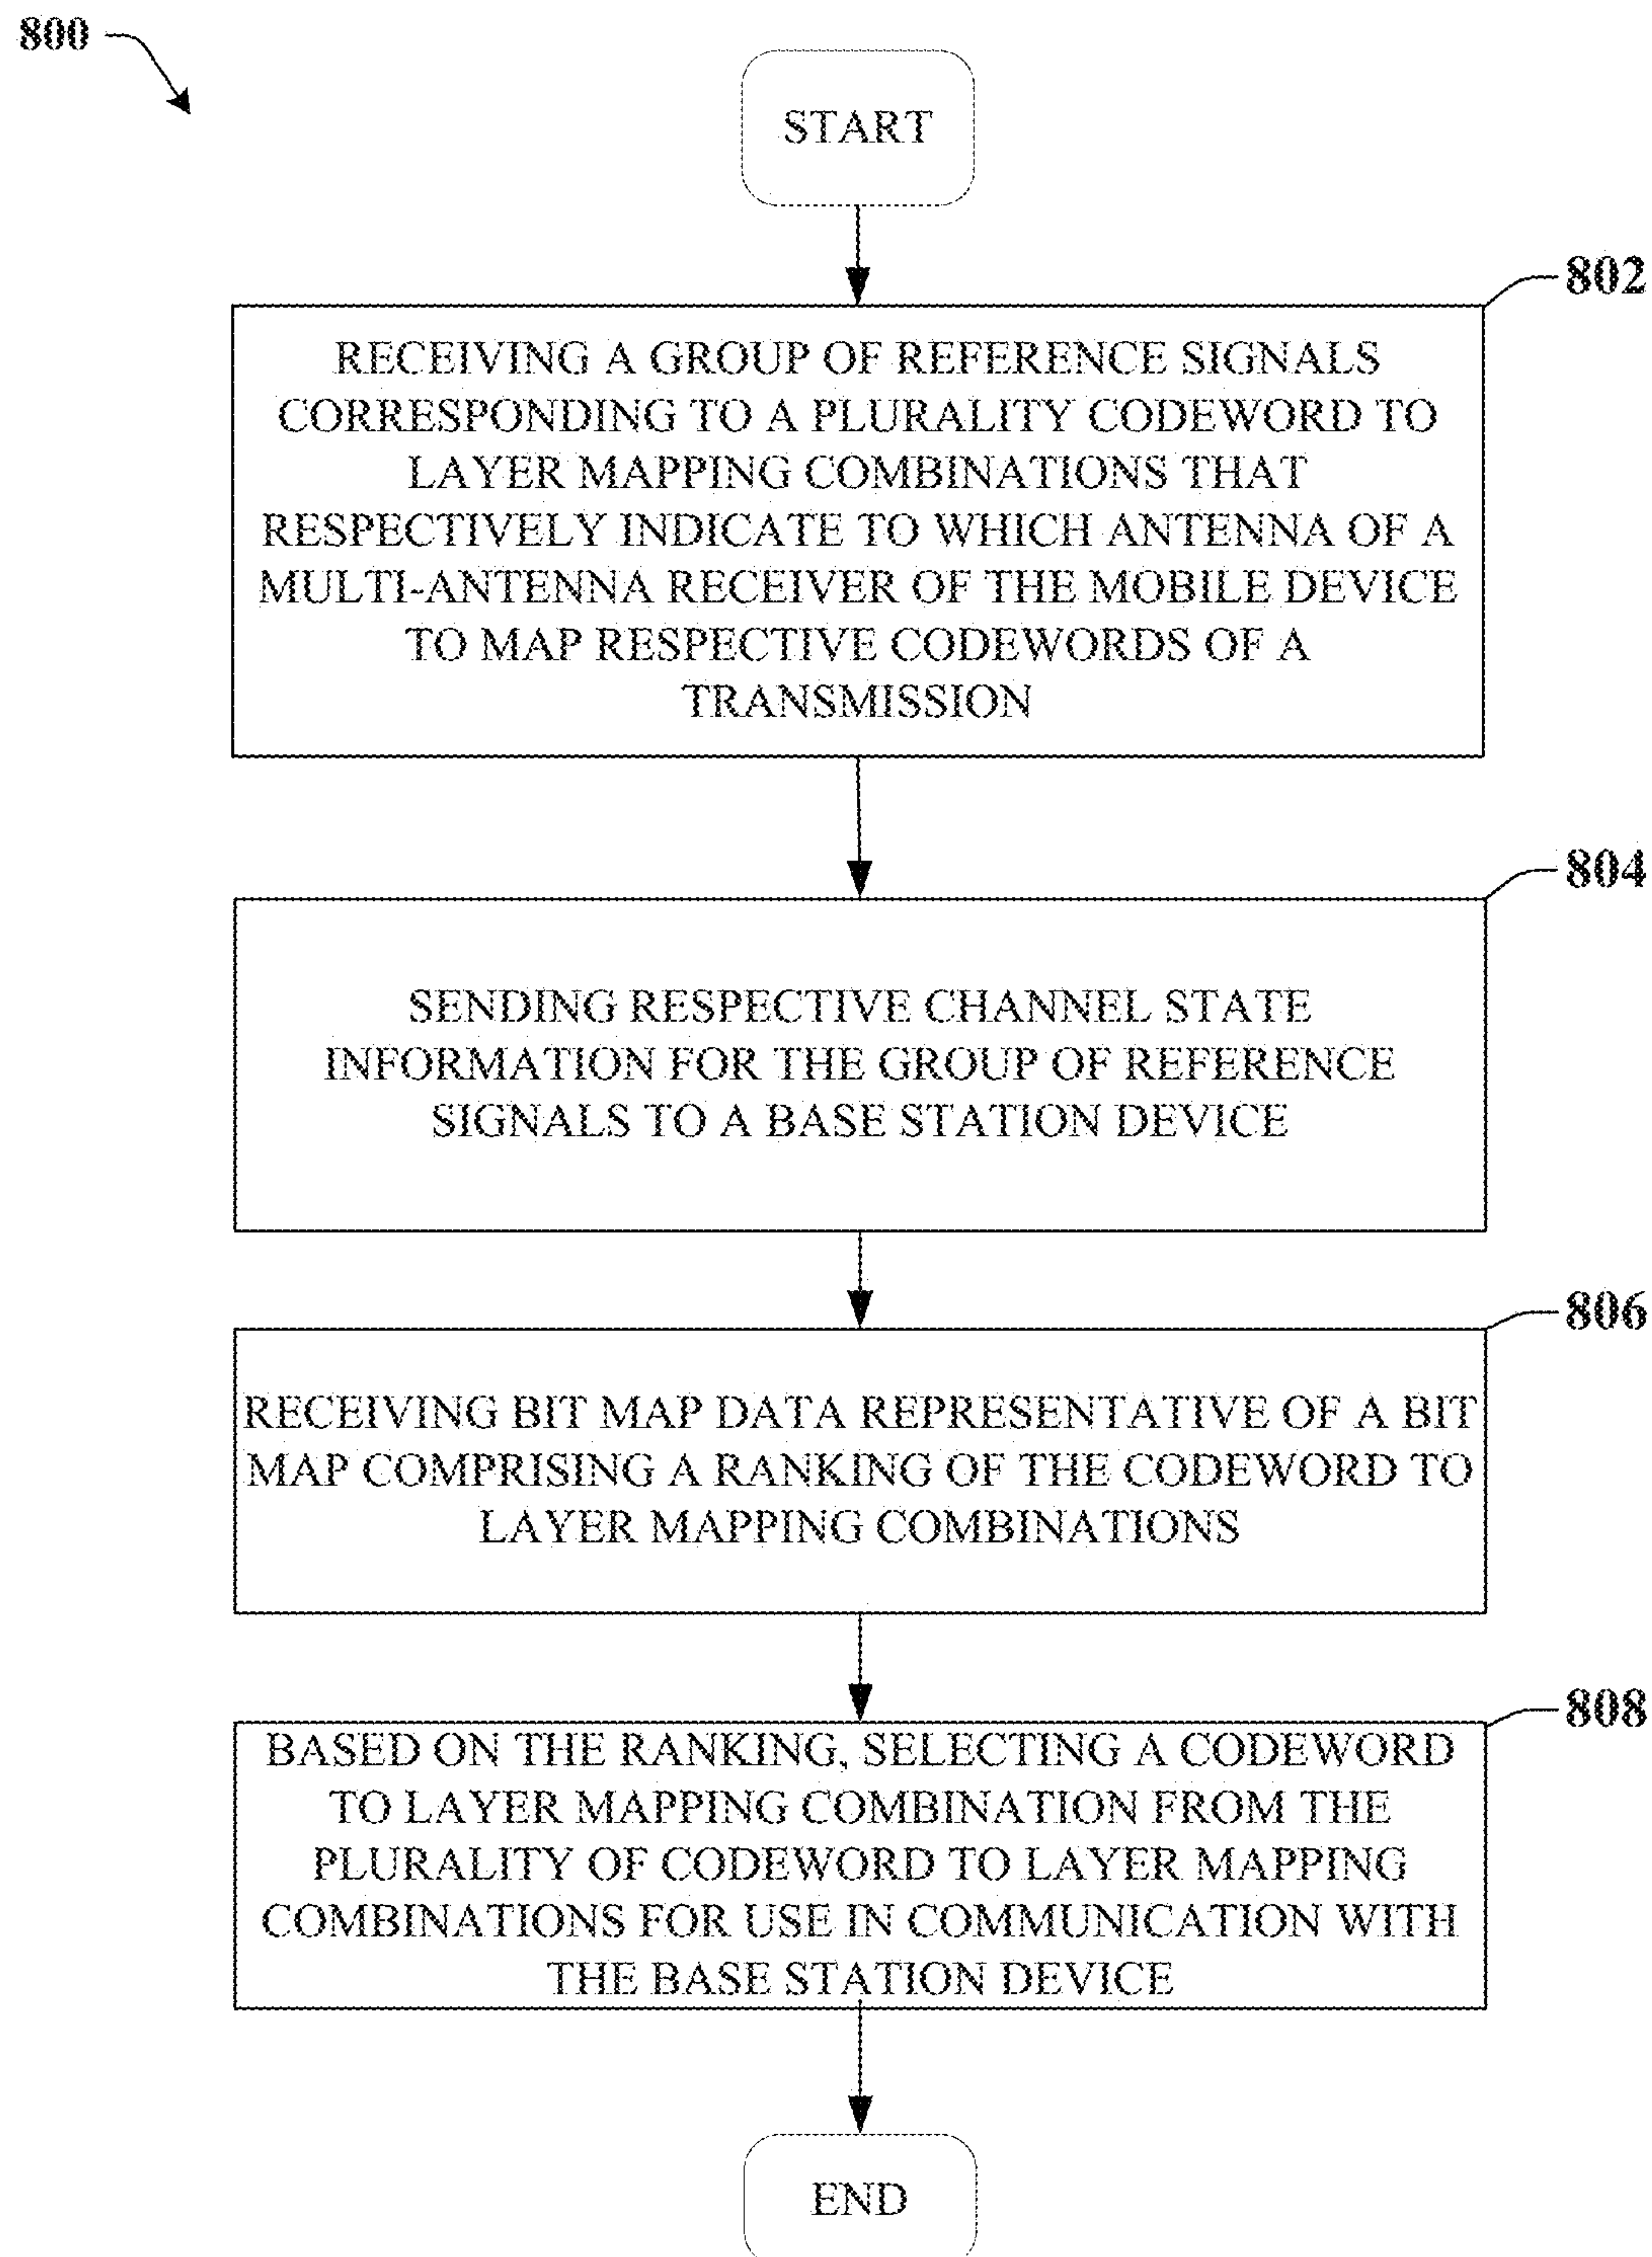 800
START
802
RECEIVING A GROUP OF REFERENCE SIGNALS
CORRESPONDING TO A PLURALITY CODEWORD TO
LAYER MAPPING COMBINATIONS THAT
RESPECTIVELY INDICATE TO WHICH ANTENNA OF A
MULTI-ANTENNA RECEIVER OF THE MOBILE DEVICE
TO MAP RESPECTIVE CODEWORDS OF A
TRANSMISSION
804
SENDING RESPECTIVE CHANNEL STATE
INFORMATION FOR THE GROUP OF REFERENCE
SIGNALS TO A BASE STATION DEVICE
806
RECEIVING BIT MAP DATA REPRESENTATIVE OF A BIT
MAP COMPRISING A RANKING OF THE CODEWORD TO
LAYER MAPPING COMBINATIONS
808
BASED ON THE RANKING, SELECTING A CODEWORD
TO LAYER MAPPING COMBINATION FROM THE
PLURALITY OF CODEWORD TO LAYER MAPPING
COMBINATIONS FOR USE IN COMMUNICATION WITH
THE BASE STATION DEVICE
END